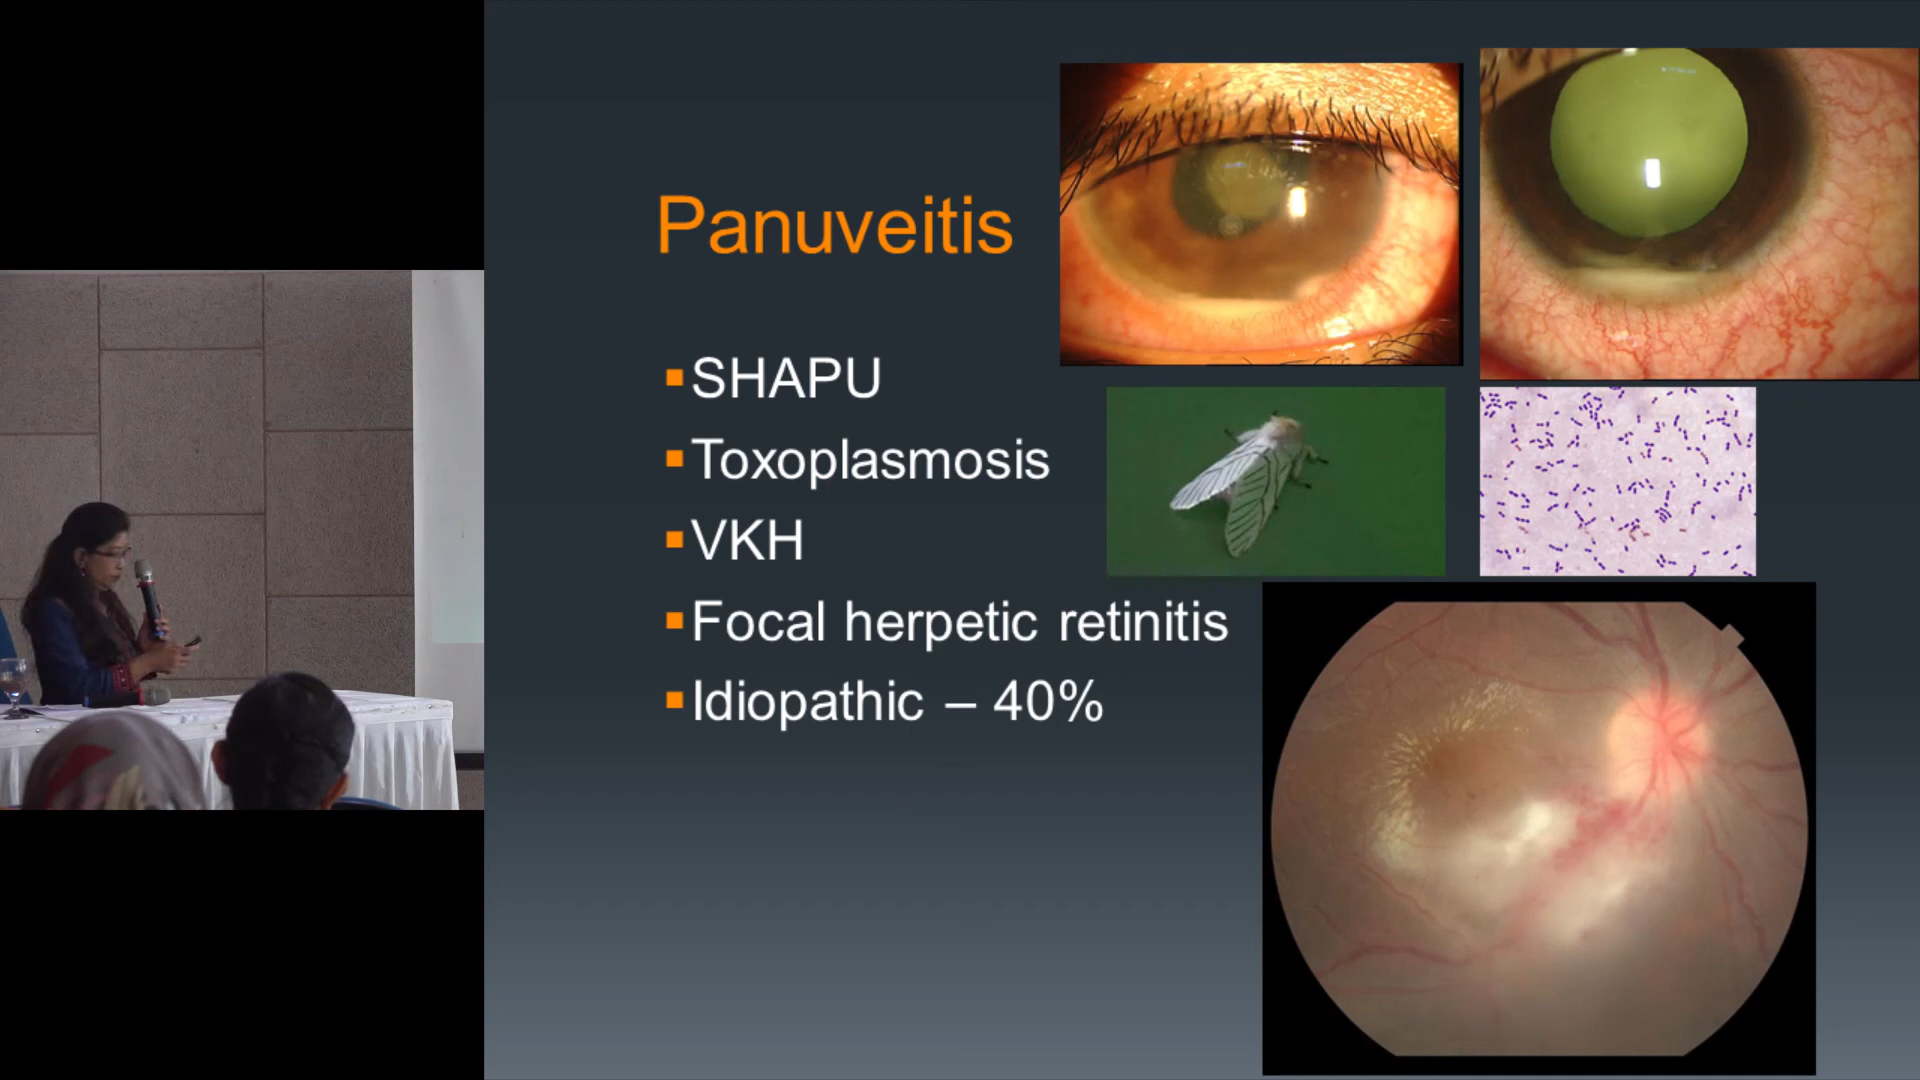 Panuveitis
SHAPU
Toxoplasmosis
VKH
Focal herpetic retinitis
Idiopathic – 40%